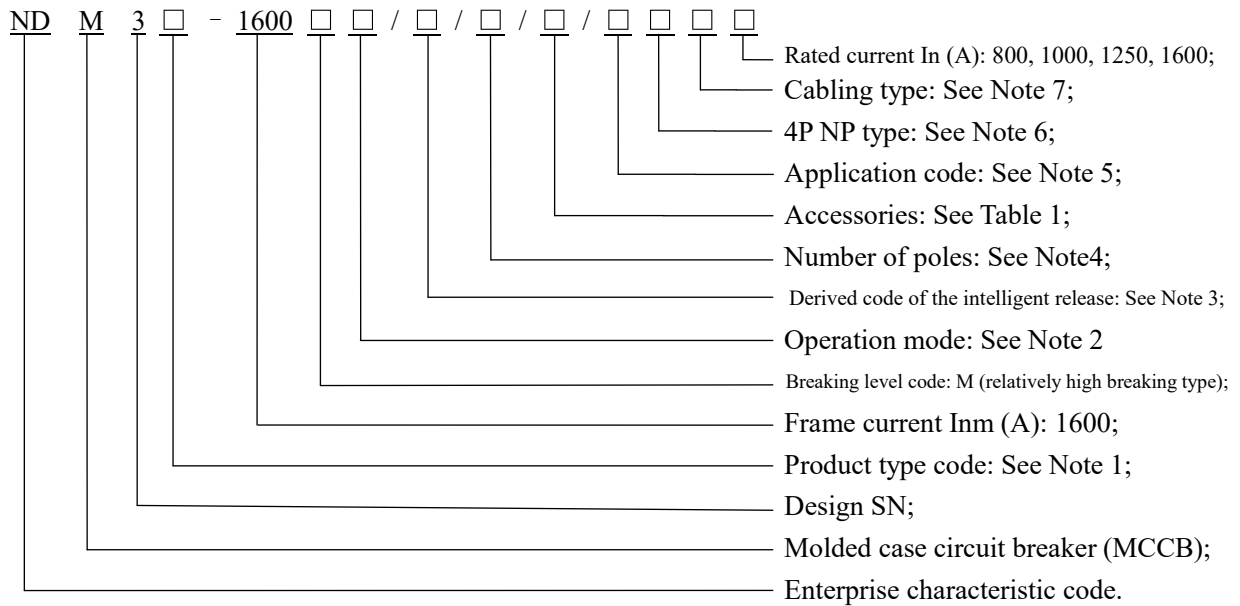 ND M 3 □ - 1600 □ □ / □ / □ / □ / □ □ □ □
Rated current In (A): 800, 1000, 1250, 1600;
Cabling type: See Note 7;
4P NP type: See Note 6;
Application code: See Note 5;
Accessories: See Table 1;
Number of poles: See Note4;
Derived code of the intelligent release: See Note 3;
Operation mode: See Note 2
Breaking level code: M (relatively high breaking type);
Frame current Inm (A): 1600;
Product type code: See Note 1;
Design SN;
Molded case circuit breaker (MCCB);
Enterprise characteristic code.